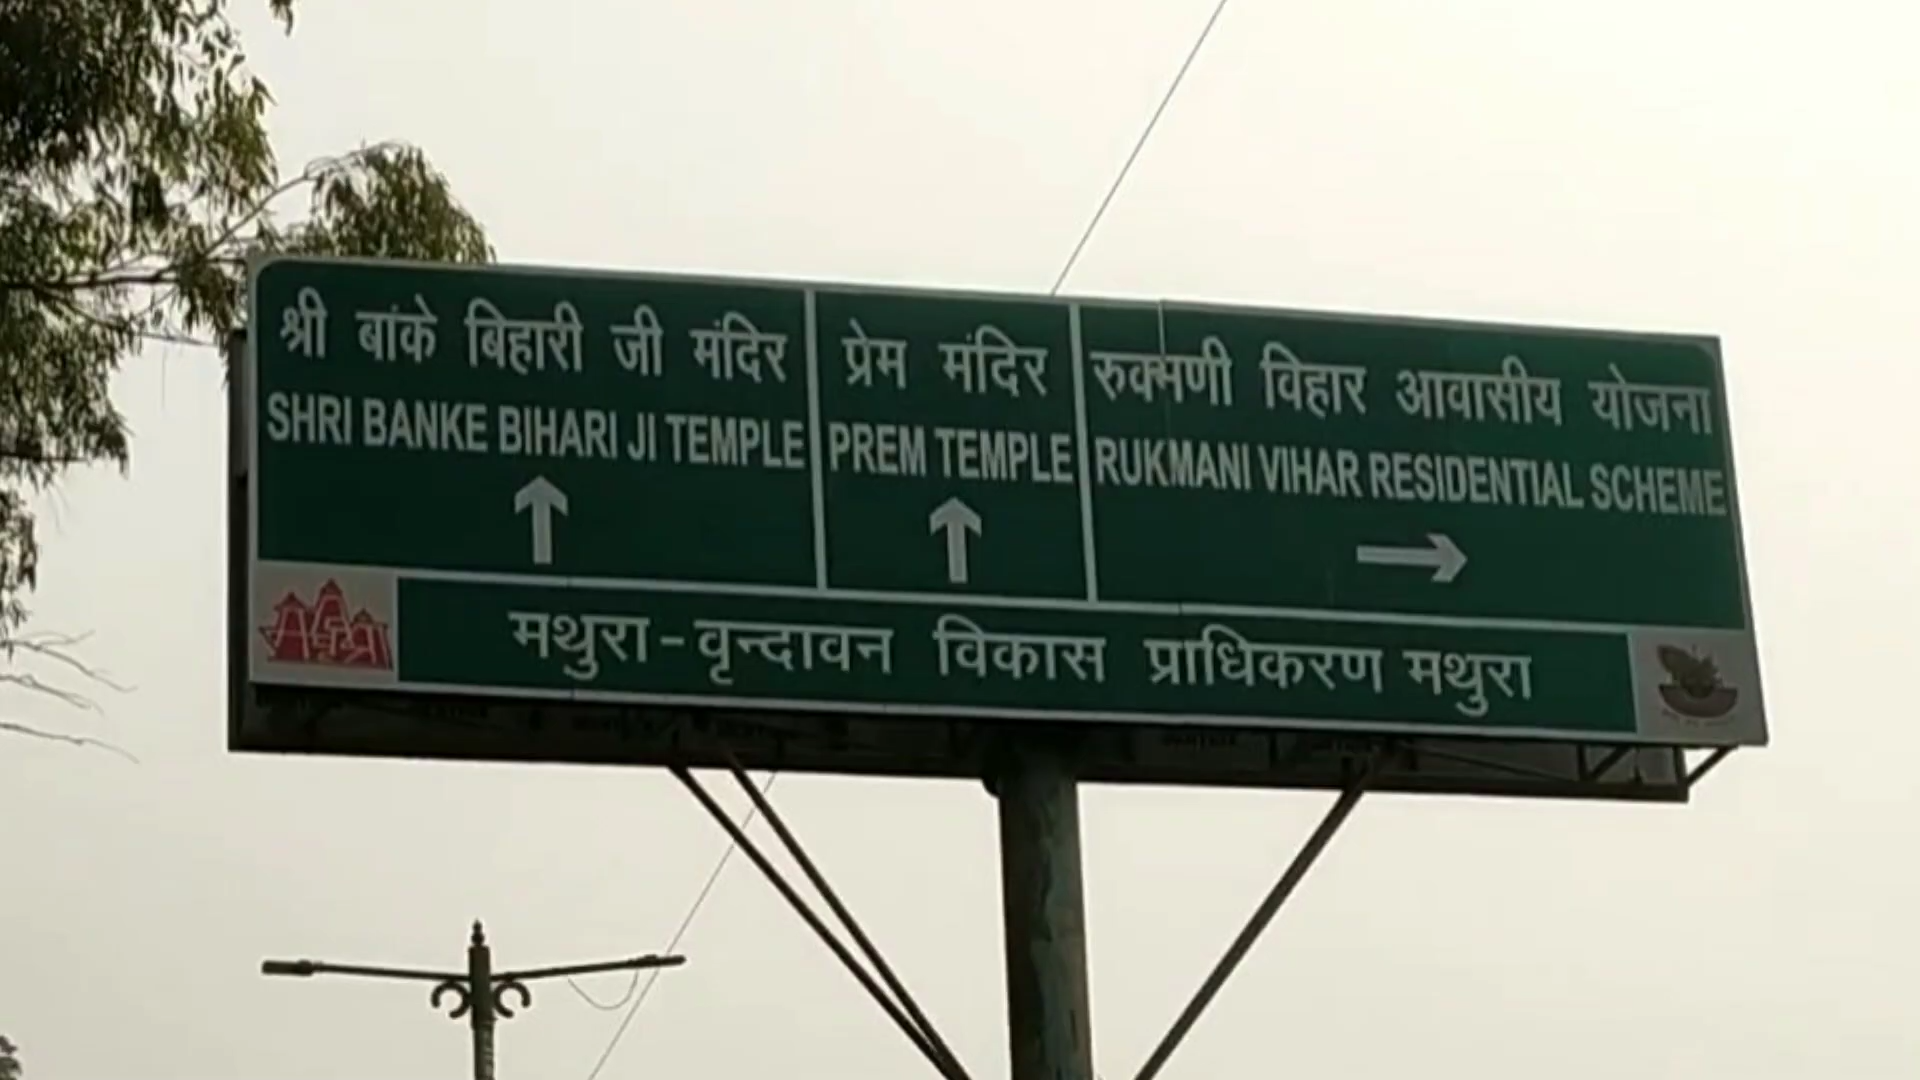 श्री बांके बिहारी जी मंदिर
SHRI BANKE BIHARI JI TEMPLE
प्रेम मंदिर
PREM TEMPLE
रुक्मणी विहार आवासीय योजना
RUKMANI VIHAR RESIDENTIAL SCHEME
मथुरा-वृन्दावन विकास प्राधिकरण मथुरा